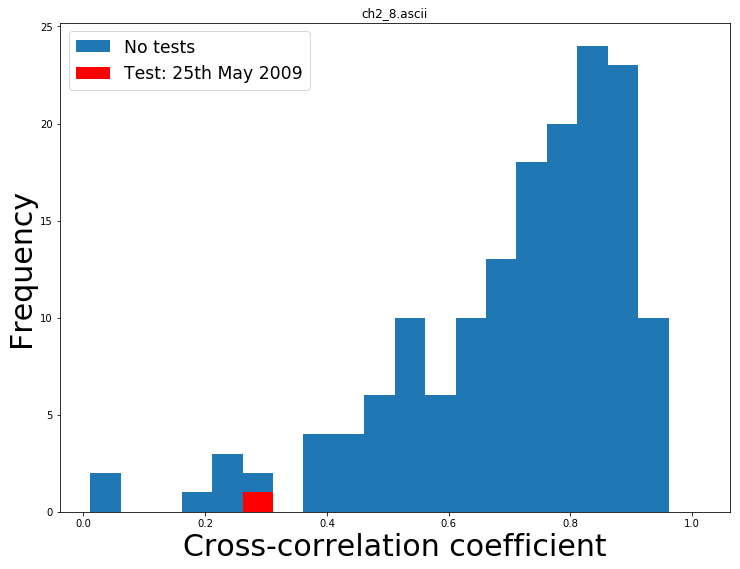 ch2_8.ascii
No tests
Test: 25th May 2009
Frequency
25
20
15
10
5
0
0.0 0.2 0.4 0.6 0.8 1.0
Cross-correlation coefficient